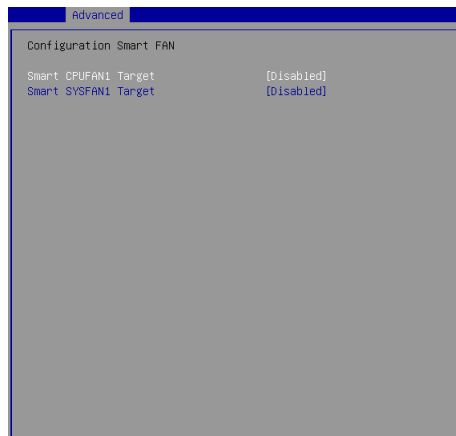 Advanced
Configuration Smart FAN
Smart CPUFAN1 Target [Disabled]
Smart SYSFAN1 Target [Disabled]